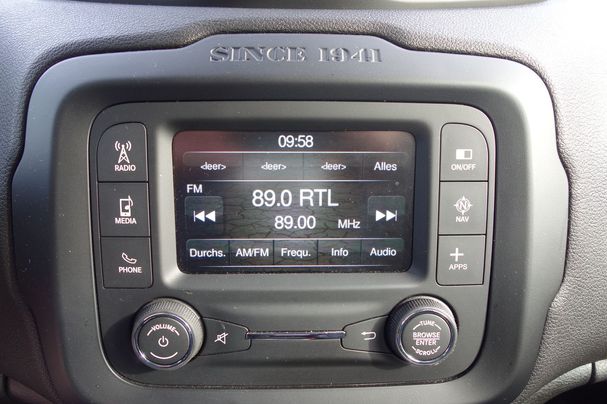 SINCE 1941
09:58
<leer> <leer> <leer> Alles
FM
89.0 RTL
89.00 MHz
Durchs. AM/FM Frequ. Info Audio
RADIO
MEDIA
PHONE
ON/OFF
N
NAV
APPS
VOLUME
TUNE
BROWSE
ENTER
SCROLL